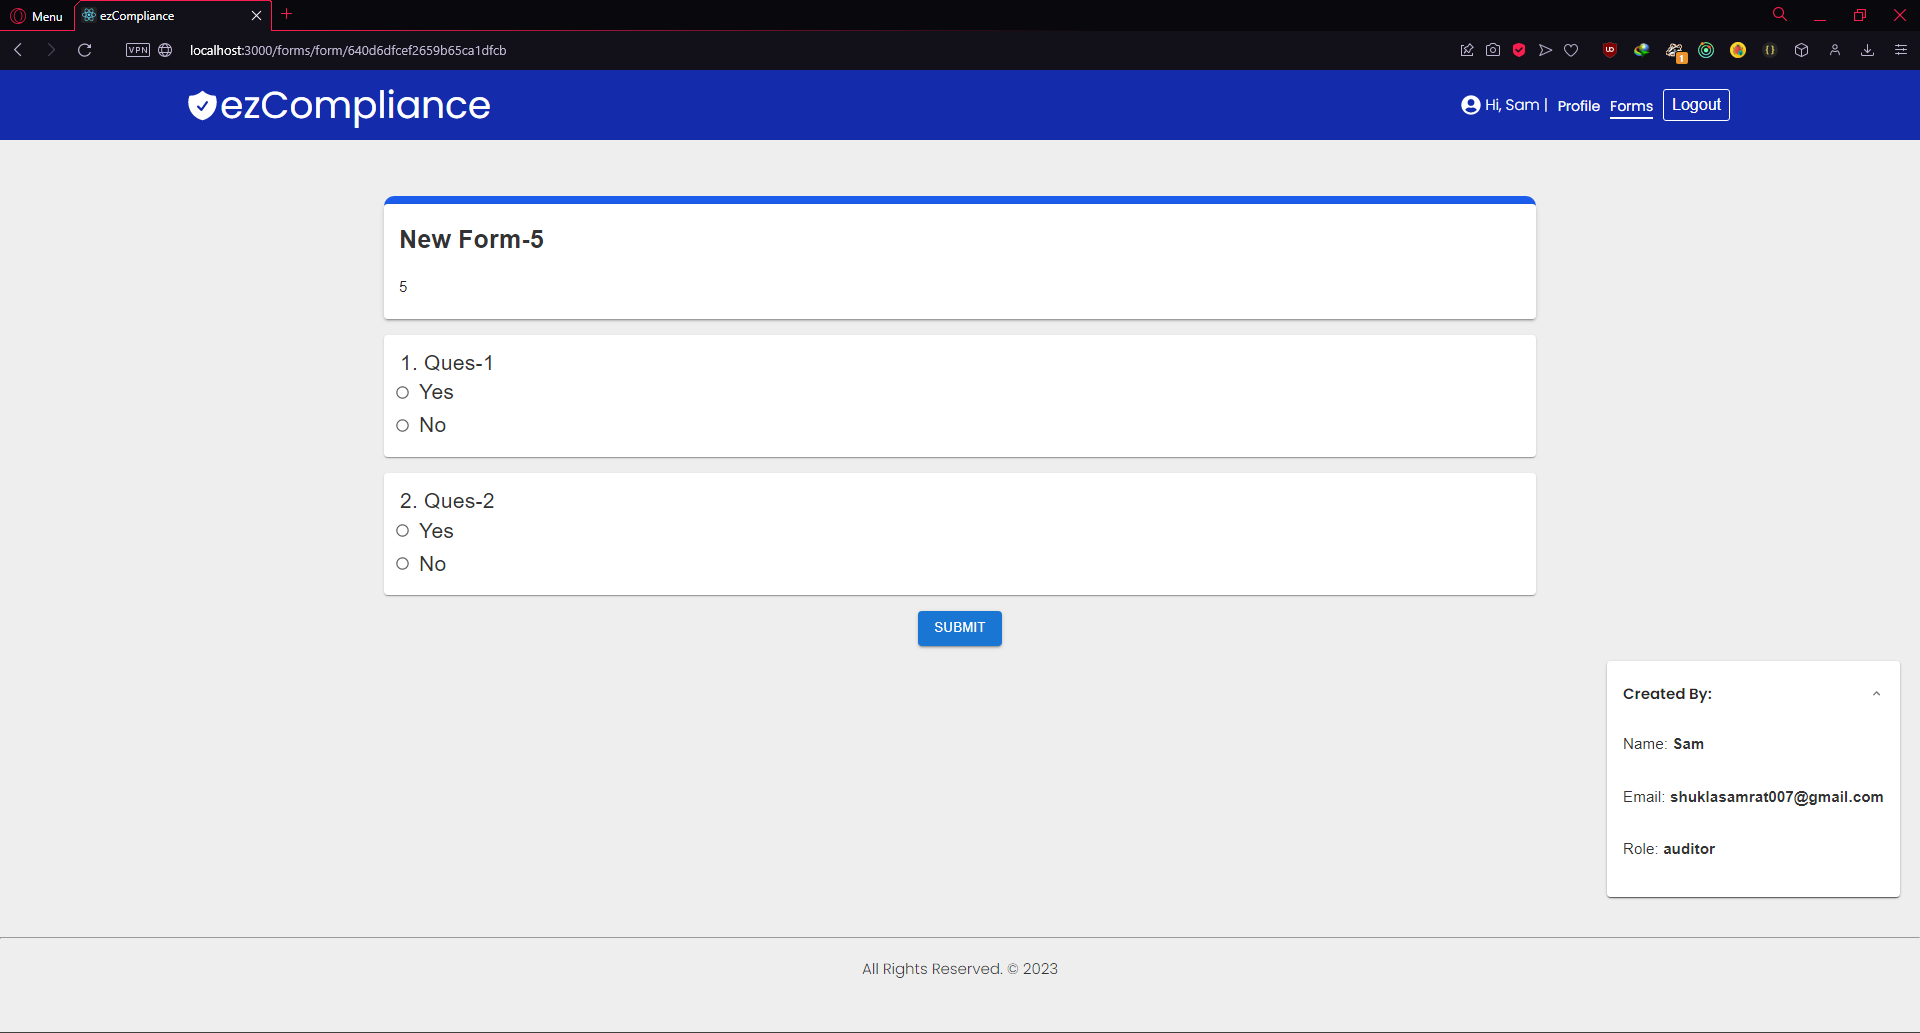 Menu
ezCompliance
VPN
localhost:3000/forms/form/640d6dfcef2659b65ca1dfcb
1
ezCompliance
Hi, Sam | Profile Forms Logout
New Form-5
5
1. Ques-1
Yes
No
2. Ques-2
Yes
No
SUBMIT
Created By:
Name: Sam
Email: shuklasamrat007@gmail.com
Role: auditor
All Rights Reserved. © 2023